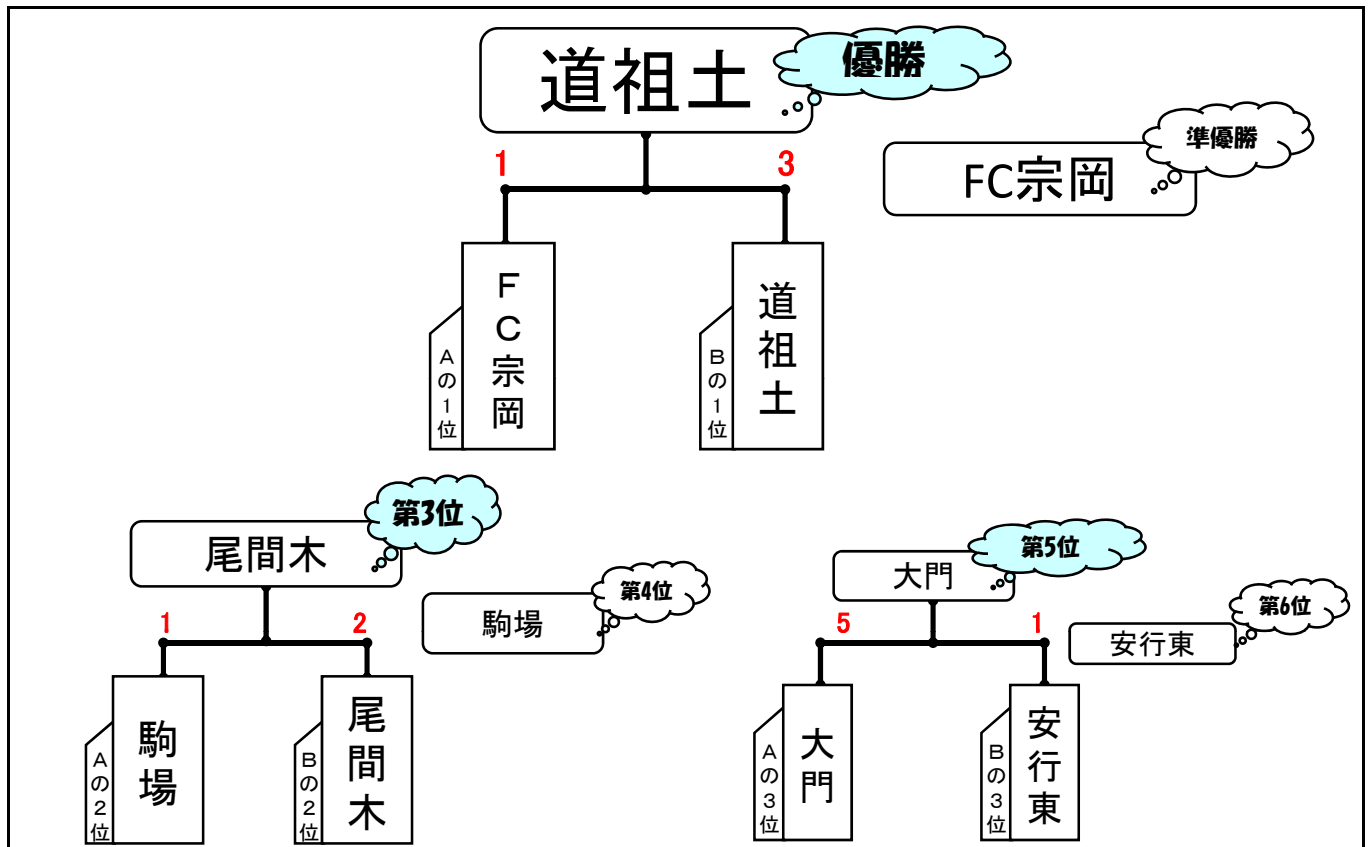 道祖土
優勝
1
3
FC宗岡
準優勝
FC宗岡
Aの1位
道祖土
Bの1位
尾間木
第3位
駒場
第4位
1
2
駒場
Aの2位
尾間木
Bの2位
大門
第5位
安行東
第6位
5
1
大門
Aの3位
安行東
Bの3位